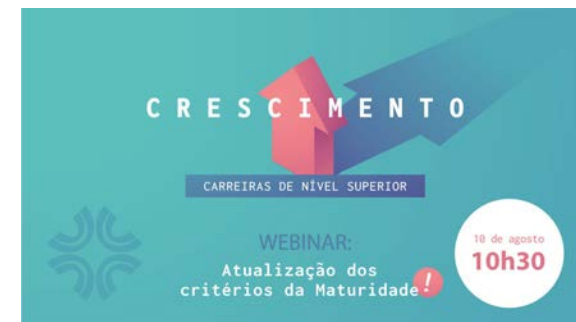 CRESCIMENTO
CARREIRAS DE NÍVEL SUPERIOR
WEBINAR:
Atualização dos
critérios da Maturidade
!
10 de agosto
10h30